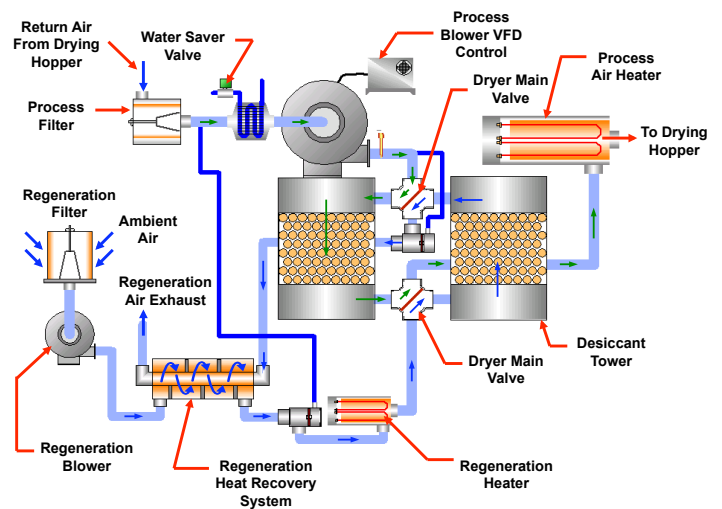 Return Air
From Drying
Hopper
Water Saver
Valve
Process
Blower VFD
Control
Process
Air Heater
Dryer Main
Valve
Process
Filter
To Drying
Hopper
Regeneration
Filter
Ambient
Air
Regeneration
Air Exhaust
Dryer Main
Valve
Desiccant
Tower
Regeneration
Blower
Regeneration
Heat Recovery
System
Regeneration
Heater